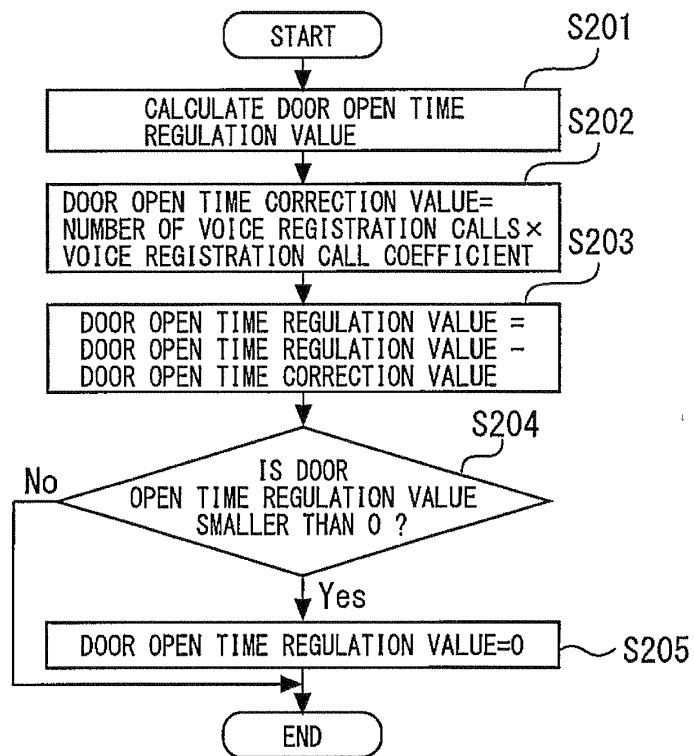 START
S201
CALCULATE DOOR OPEN TIME
REGULATION VALUE
S202
DOOR OPEN TIME CORRECTION VALUE=
NUMBER OF VOICE REGISTRATION CALLS×
VOICE REGISTRATION CALL COEFFICIENT
S203
DOOR OPEN TIME REGULATION VALUE =
DOOR OPEN TIME REGULATION VALUE −
DOOR OPEN TIME CORRECTION VALUE
S204
IS DOOR
OPEN TIME REGULATION VALUE
SMALLER THAN 0 ?
No
Yes
DOOR OPEN TIME REGULATION VALUE=0
S205
END